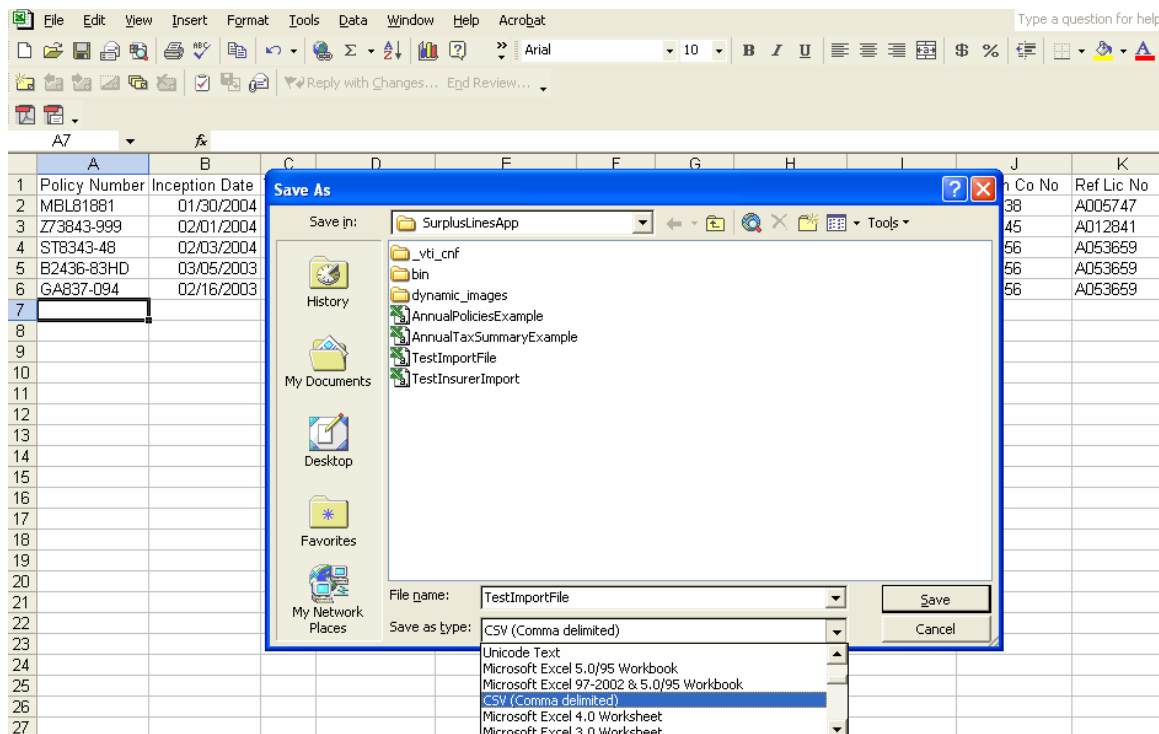 File Edit View Insert Format Tools Data Window Help Acrobat Type a question for help
Arial 10 B I U $ %
Reply with Changes... End Review...
A7 fx
A B C D E F G H I J K
1 Policy Number Inception Date Co No Ref Lic No
2 MBL81881 01/30/2004 38 A005747
3 Z73843-999 02/01/2004 45 A012841
4 ST8343-48 02/03/2004 56 A053659
5 B2436-83HD 03/05/2003 56 A053659
6 GA837-094 02/16/2003 56 A053659
7
8
9
10
11
12
13
14
15
16
17
18
19
20
21
22
23
24
25
26
27
Save As
Save in: SurplusLinesApp Tools
History
My Documents
Desktop
Favorites
My Network Places
_vti_cnf
bin
dynamic_images
AnnualPoliciesExample
AnnualTaxSummaryExample
TestImportFile
TestInsurerImport
File name: TestImportFile Save
Save as type: CSV (Comma delimited) Cancel
Unicode Text
Microsoft Excel 5.0/95 Workbook
Microsoft Excel 97-2002 & 5.0/95 Workbook
CSV (Comma delimited)
Microsoft Excel 4.0 Worksheet
Microsoft Excel 3.0 Worksheet